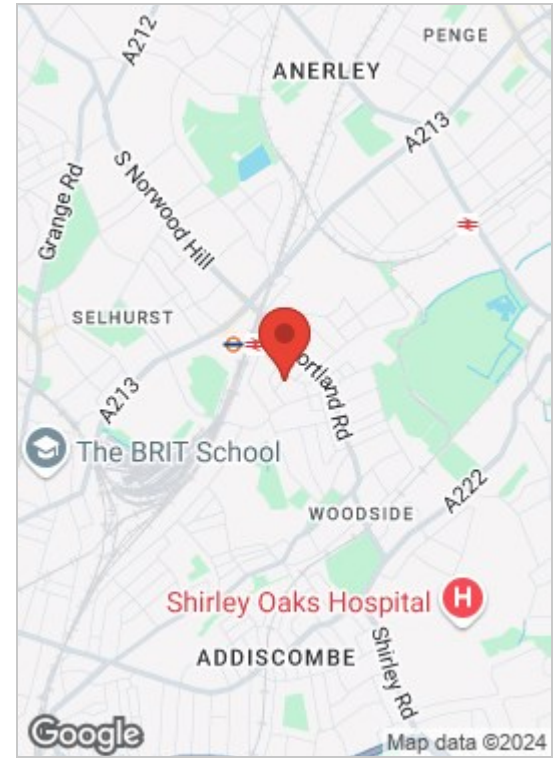 A212
PENGE
ANERLEY
A213
Grange Rd
S Norwood Hill
SELHURST
ortland Rd
A213
The BRIT School
A222
WOODSIDE
Shirley Oaks Hospital
H
ADDISCOMBE
Shirley Rd
Google
Map data ©2024